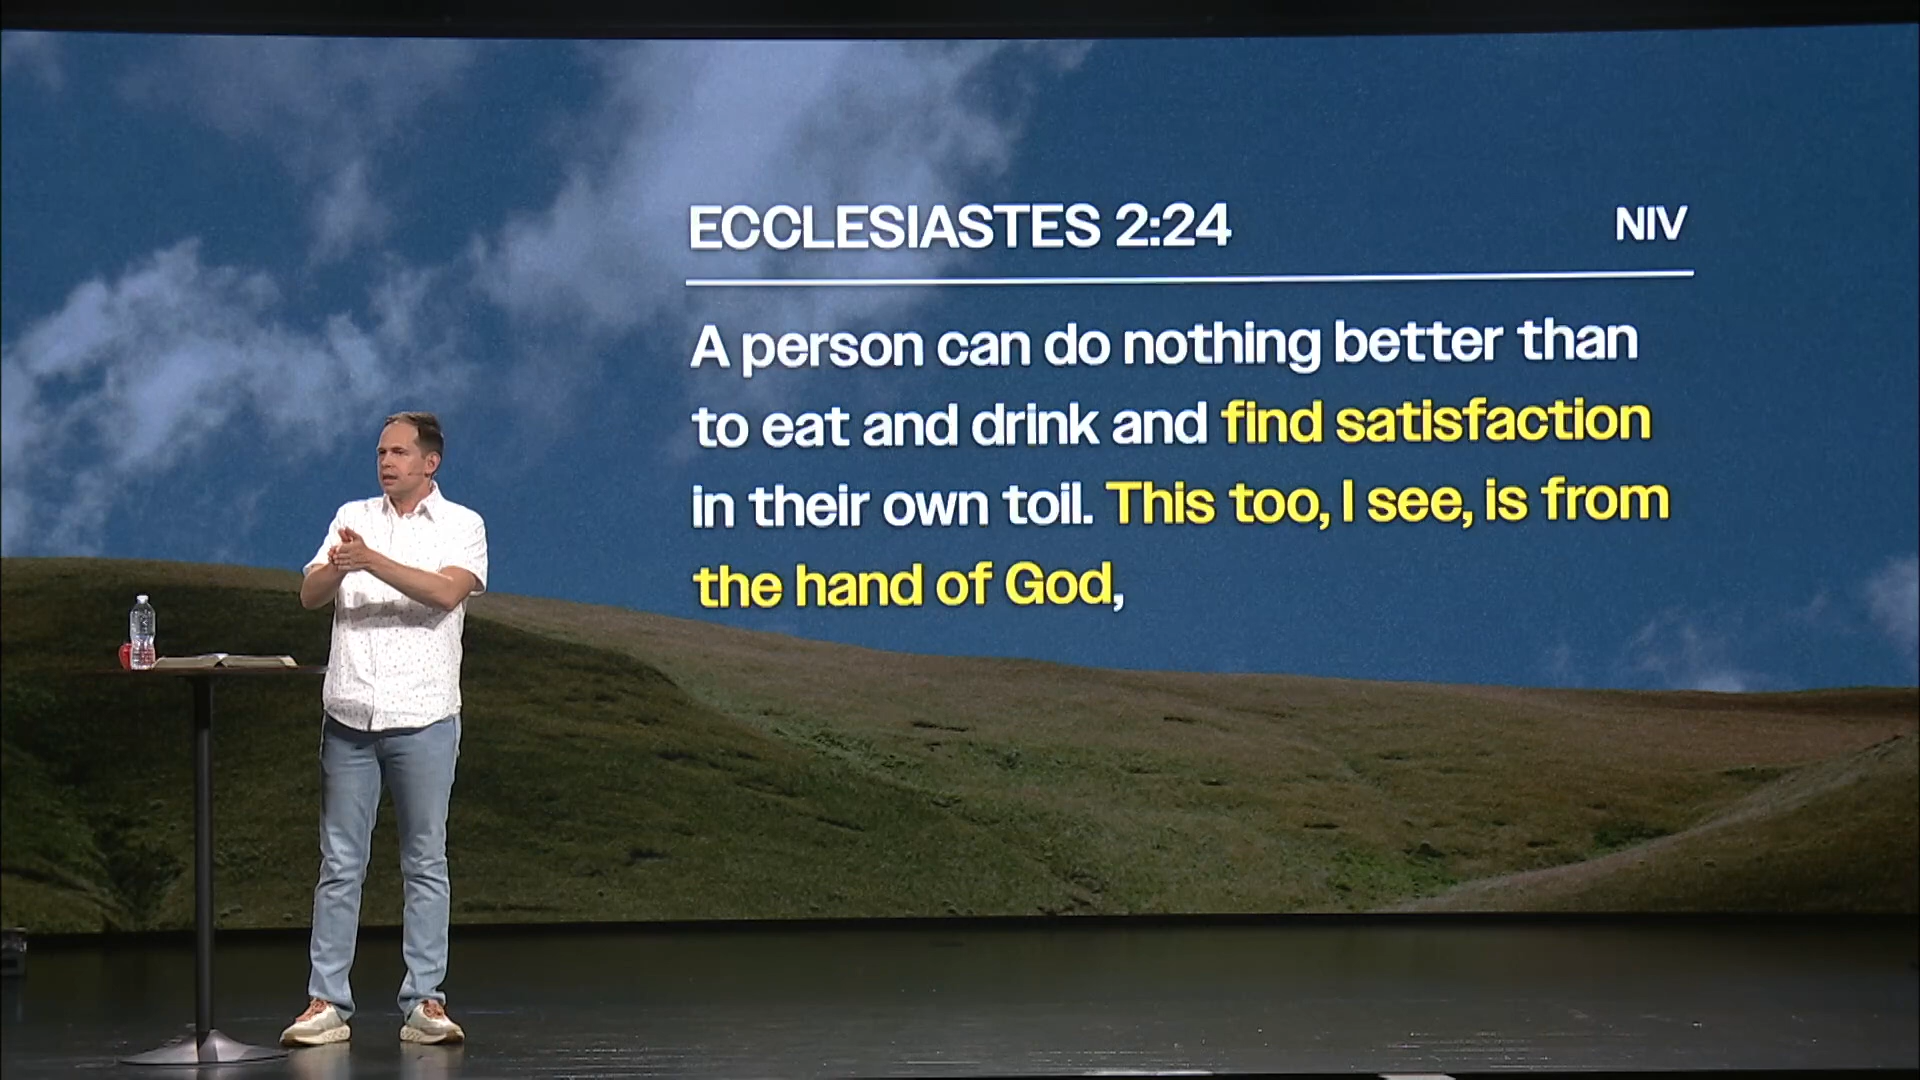 ECCLESIASTES 2:24 NIV
A person can do nothing better than
to eat and drink and find satisfaction
in their own toil. This too, I see, is from
the hand of God,